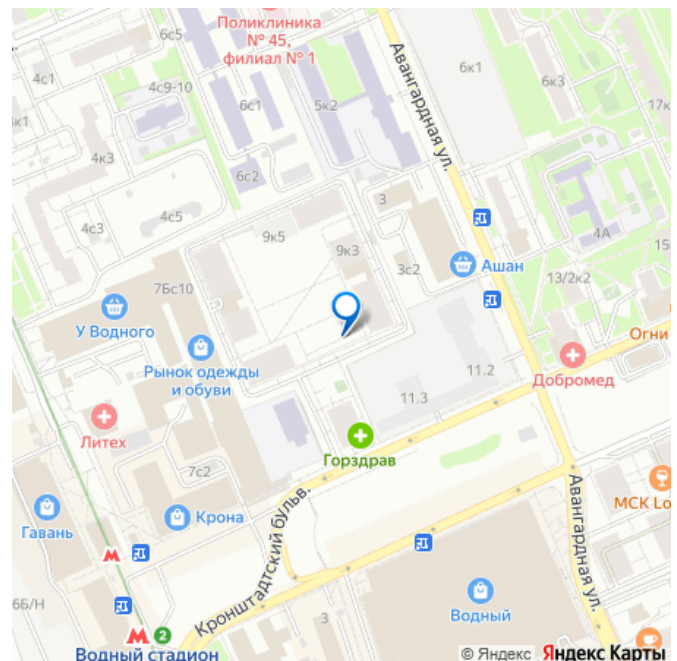 Поликлиника
№ 45,
филиал № 1
6с5
4с1
4с9-10
6с1
5к2
Авангардная ул.
6к1
6к3
17к
к1
4к3
6с2
3
4с3
4с5
9к5
9к3
3с2
Ашан
4А
15
13/2к2
7Бс10
У Водного
Рынок одежды
и обуви
Огни
11.2
Добромед
11.3
Литех
Горздрав
7с2
Крона
Гавань
Кронштадтский бульв.
Авангардная ул.
МСК Lo
66/Н
3
Водный
2
Водный стадион
© Яндекс Яндекс Карты